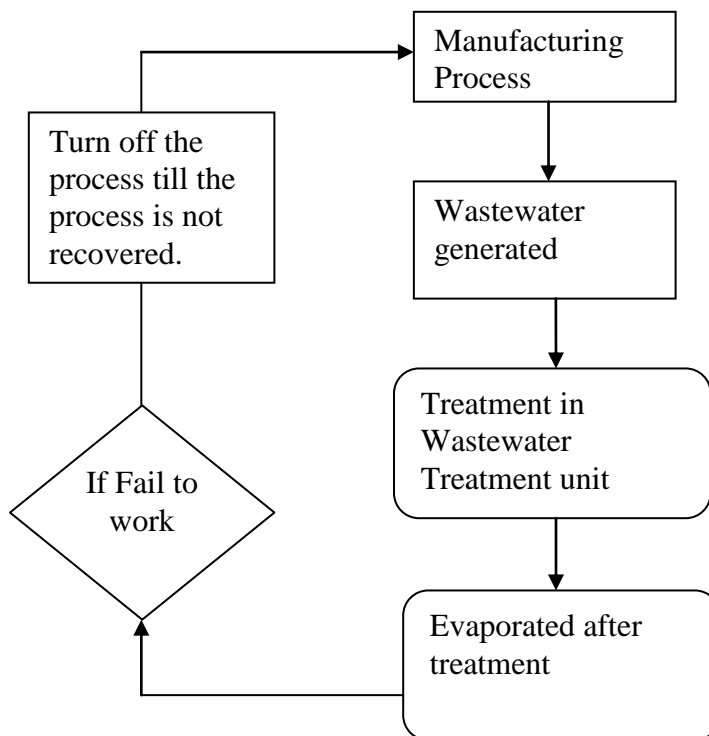 Manufacturing
Process
Turn off the
process till the
process is not
recovered.
Wastewater
generated
Treatment in
Wastewater
Treatment unit
If Fail to
work
Evaporated after
treatment